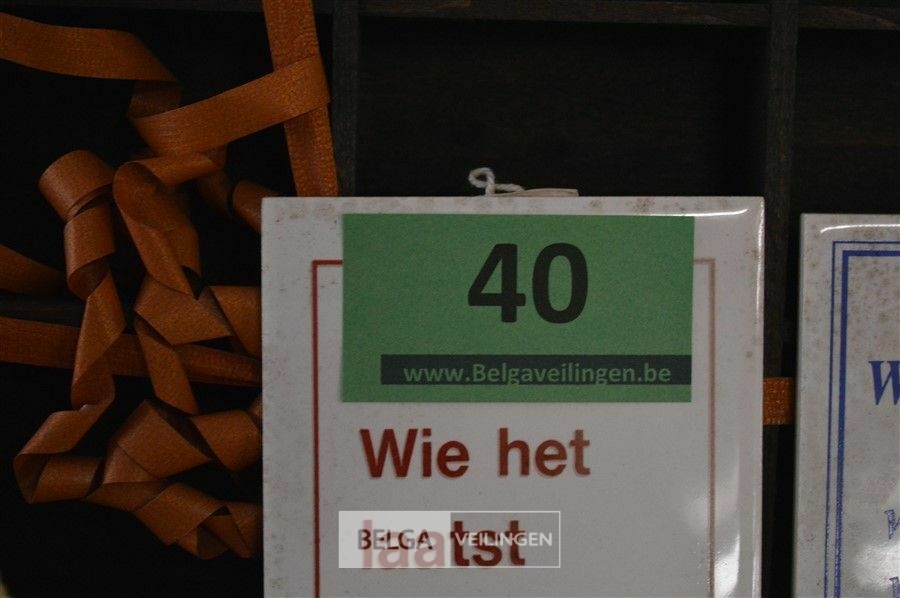 40
www.Belgaveilingen.be
Wie het
laatst
BELGA VEILINGEN
W